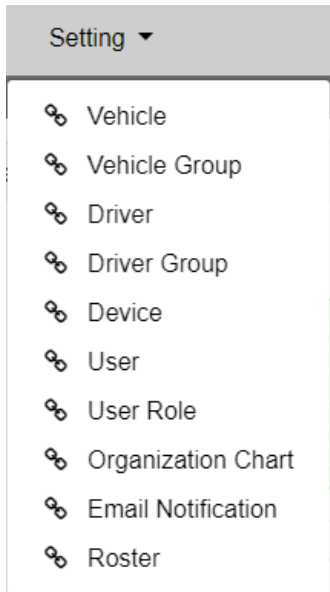 Setting
Vehicle
Vehicle Group
Driver
Driver Group
Device
User
User Role
Organization Chart
Email Notification
Roster